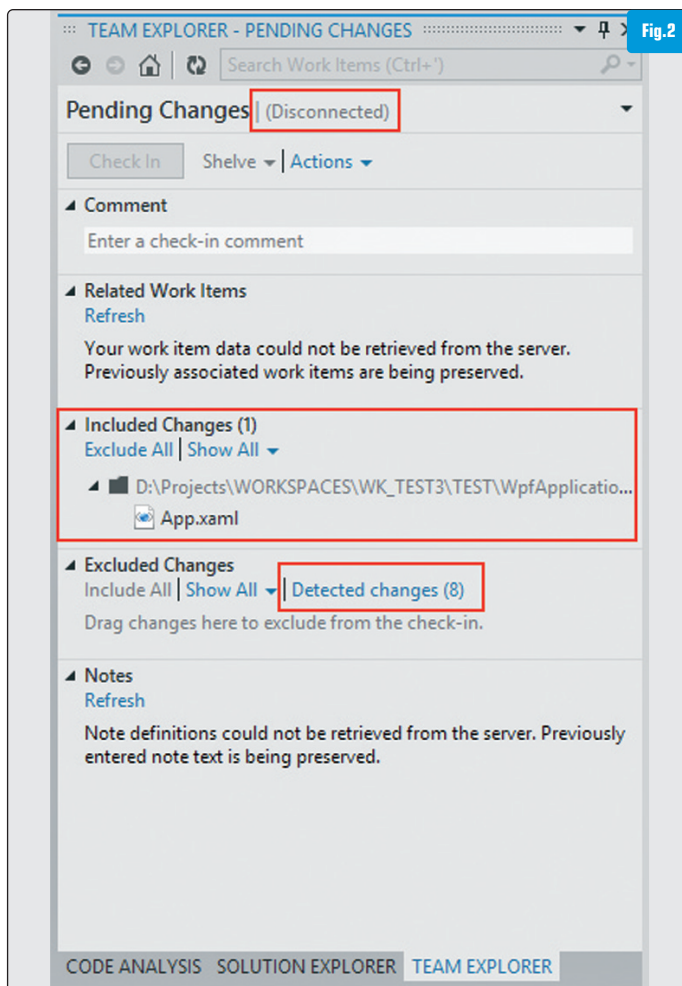 TEAM EXPLORER - PENDING CHANGES
Fig.2
Search Work Items (Ctrl+')
Pending Changes | (Disconnected)
Check In Shelve Actions
Comment
Enter a check-in comment
Related Work Items
Refresh
Your work item data could not be retrieved from the server.
Previously associated work items are being preserved.
Included Changes (1)
Exclude All | Show All
D:\Projects\WORKSPACES\WK_TEST3\TEST\WpfApplicatio...
App.xaml
Excluded Changes
Include All | Show All | Detected changes (8)
Drag changes here to exclude from the check-in.
Notes
Refresh
Note definitions could not be retrieved from the server. Previously
entered note text is being preserved.
CODE ANALYSIS SOLUTION EXPLORER TEAM EXPLORER